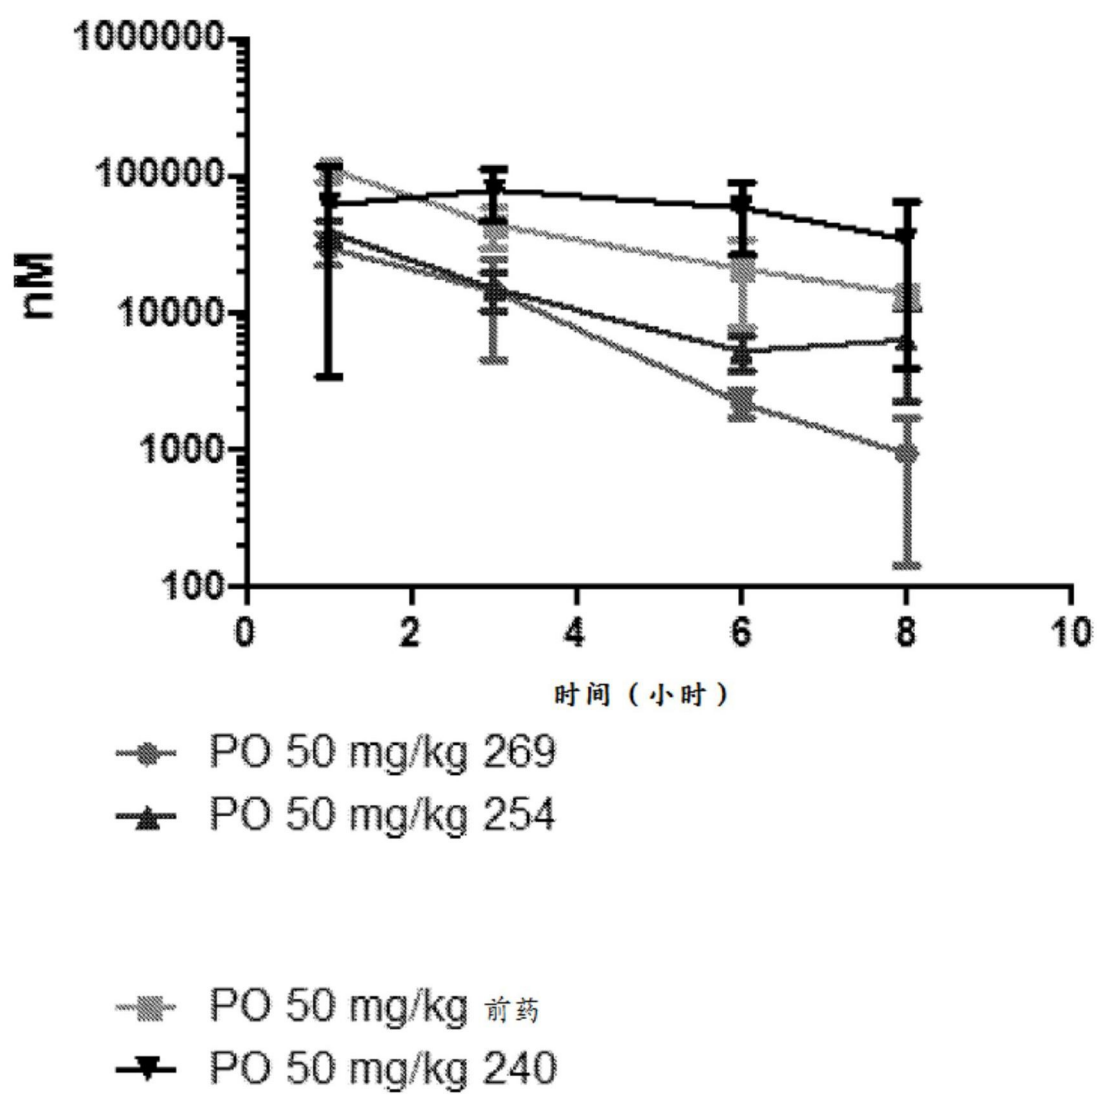 1000000
100000
10000
1000
100
nM
0 2 4 6 8 10
时间（小时）
PO 50 mg/kg 269
PO 50 mg/kg 254
PO 50 mg/kg 前药
PO 50 mg/kg 240